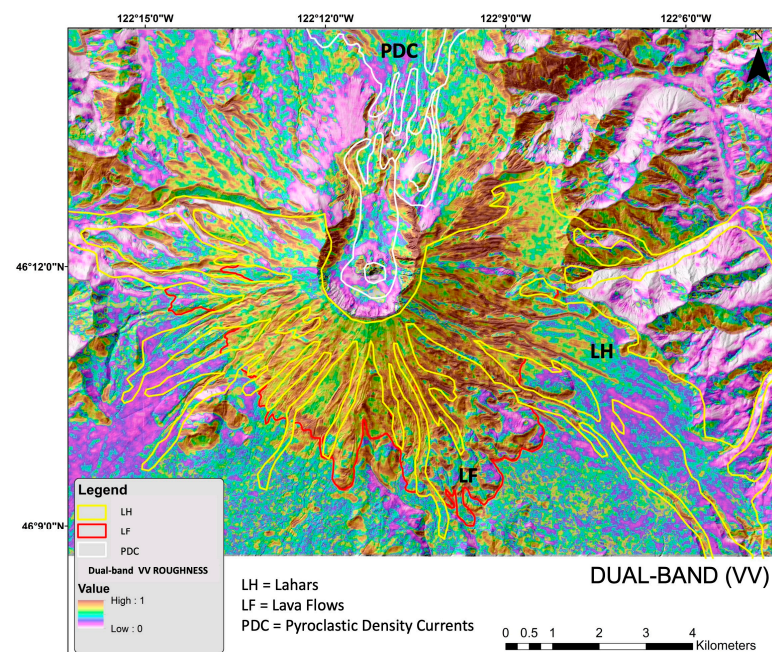 122°15'0"W 122°12'0"W 122°9'0"W 122°6'0"W
N
PDC
46°12'0"N
LH
LF
46°9'0"N
Legend
LH
LF
PDC
Dual-band VV ROUGHNESS
Value
High : 1
Low : 0
LH = Lahars
LF = Lava Flows
PDC = Pyroclastic Density Currents
DUAL-BAND (VV)
0 0.5 1 2 3 4
Kilometers